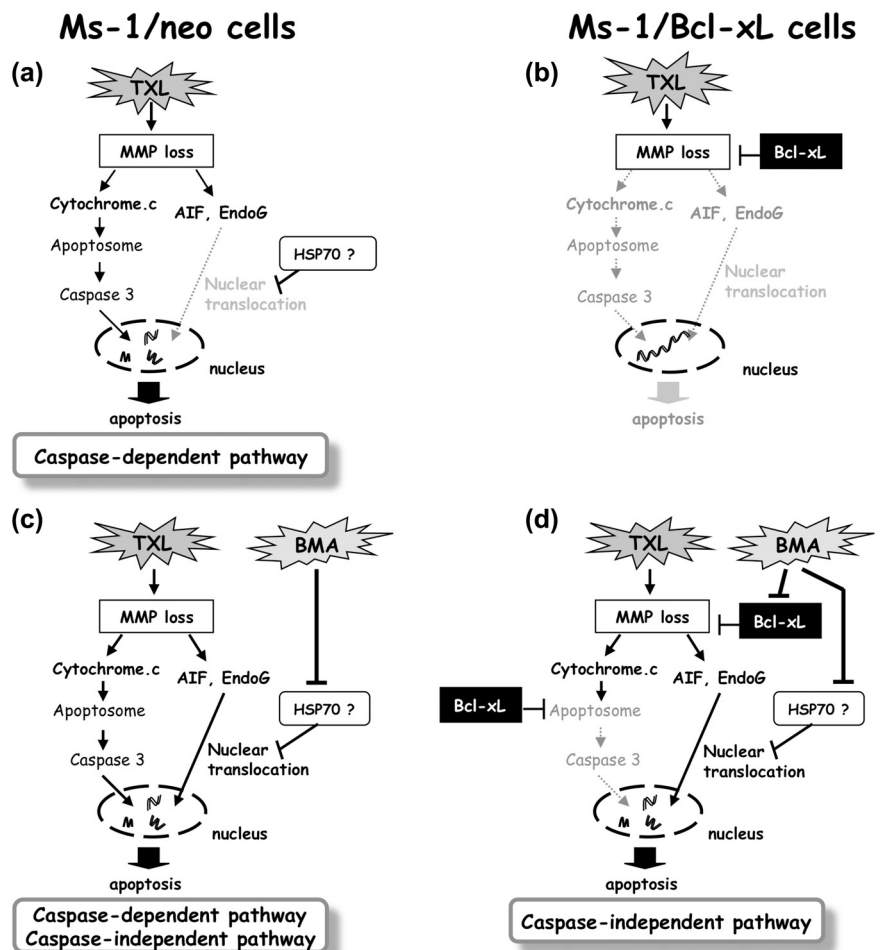 Ms-1/neo cells
Ms-1/Bcl-xL cells
(a)
TXL
MMP loss
Cytochrome.c
AIF, EndoG
Apoptosome
HSP70 ?
Caspase 3
Nuclear
translocation
nucleus
apoptosis
Caspase-dependent pathway
(b)
TXL
MMP loss
Bcl-xL
Cytochrome.c
AIF, EndoG
Apoptosome
Nuclear
translocation
Caspase 3
nucleus
apoptosis
(c)
TXL
BMA
MMP loss
Cytochrome.c
AIF, EndoG
Apoptosome
HSP70 ?
Caspase 3
Nuclear
translocation
nucleus
apoptosis
Caspase-dependent pathway
Caspase-independent pathway
(d)
TXL
BMA
MMP loss
Bcl-xL
Cytochrome.c
AIF, EndoG
Bcl-xL
Apoptosome
HSP70 ?
Caspase 3
Nuclear
translocation
nucleus
apoptosis
Caspase-independent pathway